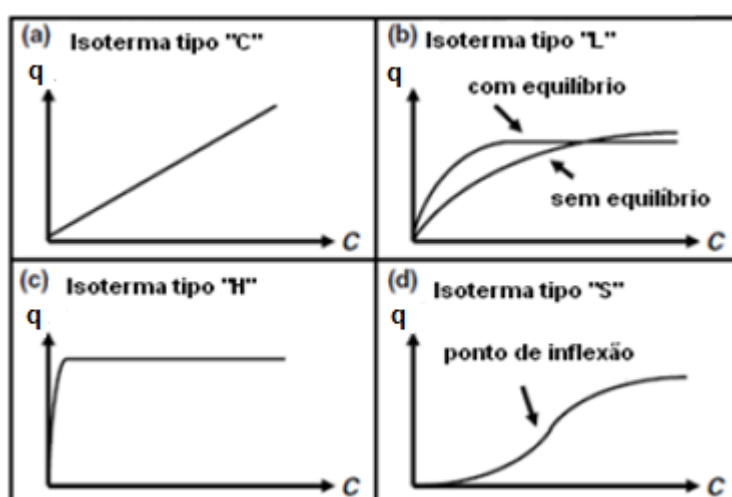 (a) Isoterma tipo "C"
q
C
(b) Isoterma tipo "L"
q
com equilíbrio
sem equilíbrio
C
(c) Isoterma tipo "H"
q
C
(d) Isoterma tipo "S"
q
ponto de inflexão
C